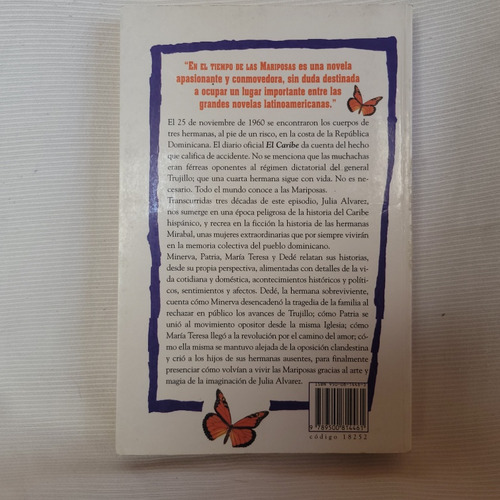 "EN EL TIEMPO DE LAS MARIPOSAS ES UNA NOVELA
APASIONANTE Y CONMOVEDORA, SIN DUDA DESTINADA
A OCUPAR UN LUGAR IMPORTANTE ENTRE LAS
GRANDES NOVELAS LATINOAMERICANAS."
El 25 de noviembre de 1960 se encontraron los cuerpos de
tres hermanas, al pie de un risco, en la costa de la República
Dominicana. El diario oficial El Caribe da cuenta del hecho
que califica de accidente. No se menciona que las muchachas
eran férreas oponentes al régimen dictatorial del general
Trujillo; que una cuarta hermana sigue con vida. No es ne-
cesario. Todo el mundo conoce a las Mariposas.
Transcurridas tres décadas de este episodio, Julia Alvarez,
nos sumerge en una época peligrosa de la historia del Caribe
hispánico, y recrea en la ficción la historia de las hermanas
Mirabal, unas mujeres extraordinarias que por siempre vivirán
en la memoria colectiva del pueblo dominicano.
Minerva, Patria, María Teresa y Dedé relatan sus historias,
desde su propia perspectiva, alimentadas con detalles de la vi-
da cotidiana y doméstica, acontecimientos históricos y políti-
cos, sentimientos y afectos. Dedé, la hermana sobreviviente,
cuenta cómo Minerva desencadenó la tragedia de la familia al
rechazar en público los avances de Trujillo; cómo Patria se
unió al movimiento opositor desde la misma Iglesia; cómo
María Teresa llegó a la revolución por el camino del amor; có-
mo ella misma se mantuvo alejada de la oposición clandestina
y crió a los hijos de sus hermanas ausentes, para finalmente
presenciar cómo volvían a vivir las Mariposas gracias al arte y
magia de la imaginación de Julia Alvarez.
9 789500 814461
código 18252